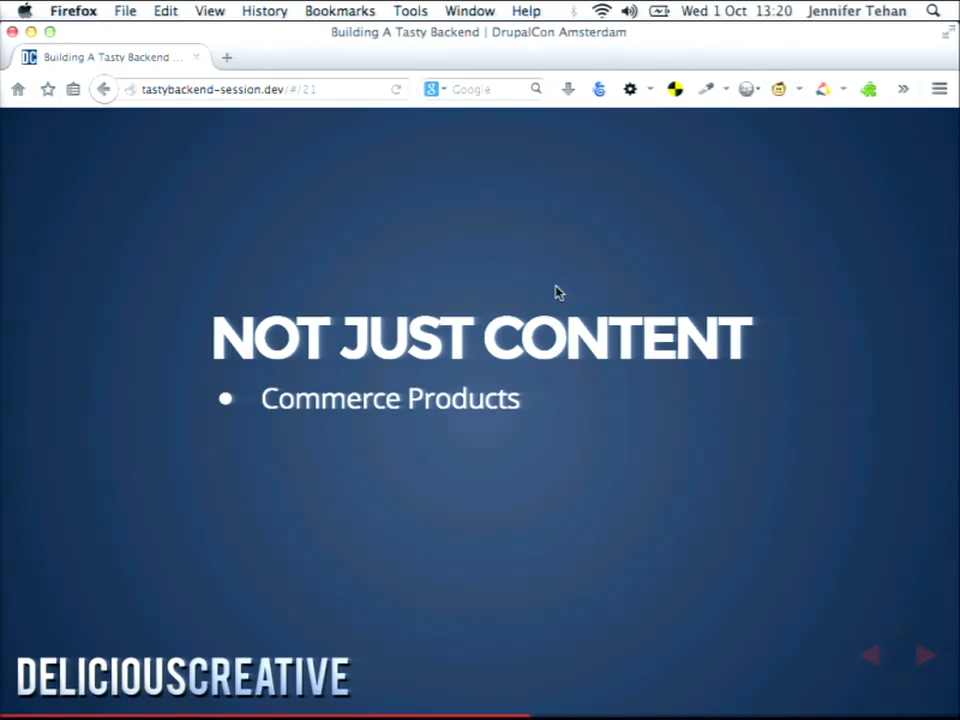 Firefox File Edit View History Bookmarks Tools Window Help Wed 1 Oct 13:20 Jennifer Tehan
Building A Tasty Backend | DrupalCon Amsterdam
DC Building A Tasty Backend ...
tastybackend-session.dev/#/21 Google
NOT JUST CONTENT
• Commerce Products
DELICIOUSCREATIVE